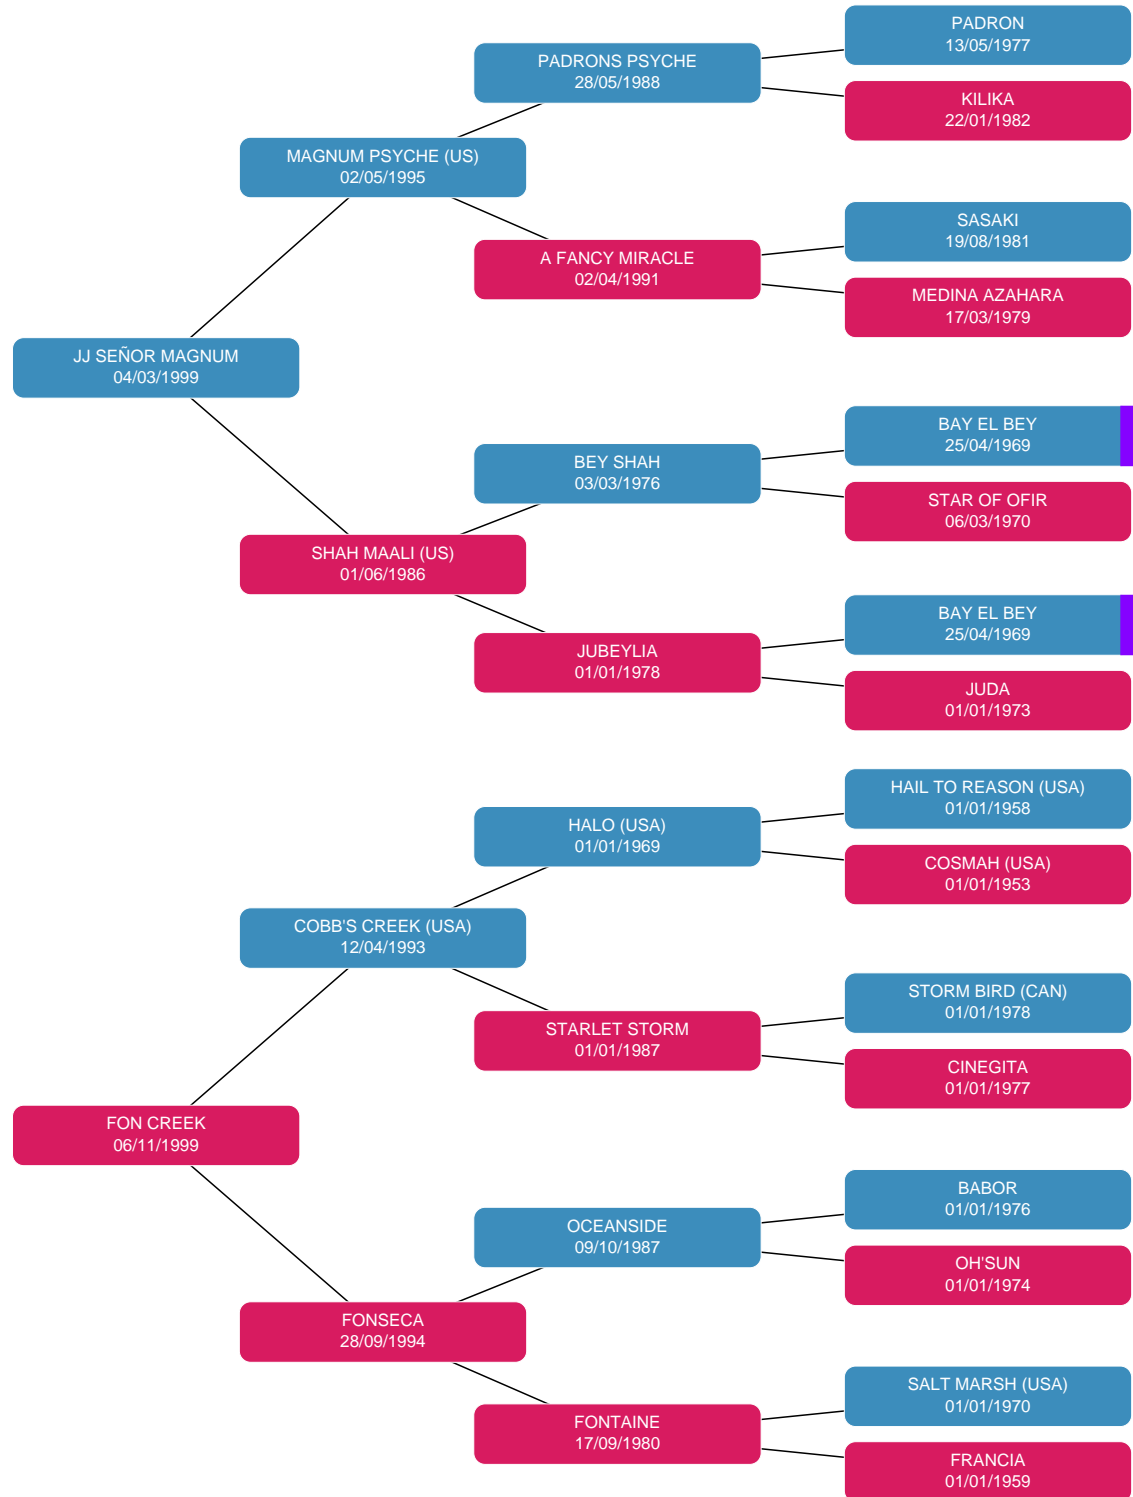 PADRON
13/05/1977
PADRONS PSYCHE
28/05/1988
KILIKA
22/01/1982
MAGNUM PSYCHE (US)
02/05/1995
SASAKI
19/08/1981
A FANCY MIRACLE
02/04/1991
MEDINA AZAHARA
17/03/1979
JJ SEÑOR MAGNUM
04/03/1999
BAY EL BEY
25/04/1969
BEY SHAH
03/03/1976
STAR OF OFIR
06/03/1970
SHAH MAALI (US)
01/06/1986
BAY EL BEY
25/04/1969
JUBEYLIA
01/01/1978
JUDA
01/01/1973
HAIL TO REASON (USA)
01/01/1958
HALO (USA)
01/01/1969
COSMAH (USA)
01/01/1953
COBB'S CREEK (USA)
12/04/1993
STORM BIRD (CAN)
01/01/1978
STARLET STORM
01/01/1987
CINEGITA
01/01/1977
FON CREEK
06/11/1999
BABOR
01/01/1976
OCEANSIDE
09/10/1987
OH'SUN
01/01/1974
FONSECA
28/09/1994
SALT MARSH (USA)
01/01/1970
FONTAINE
17/09/1980
FRANCIA
01/01/1959